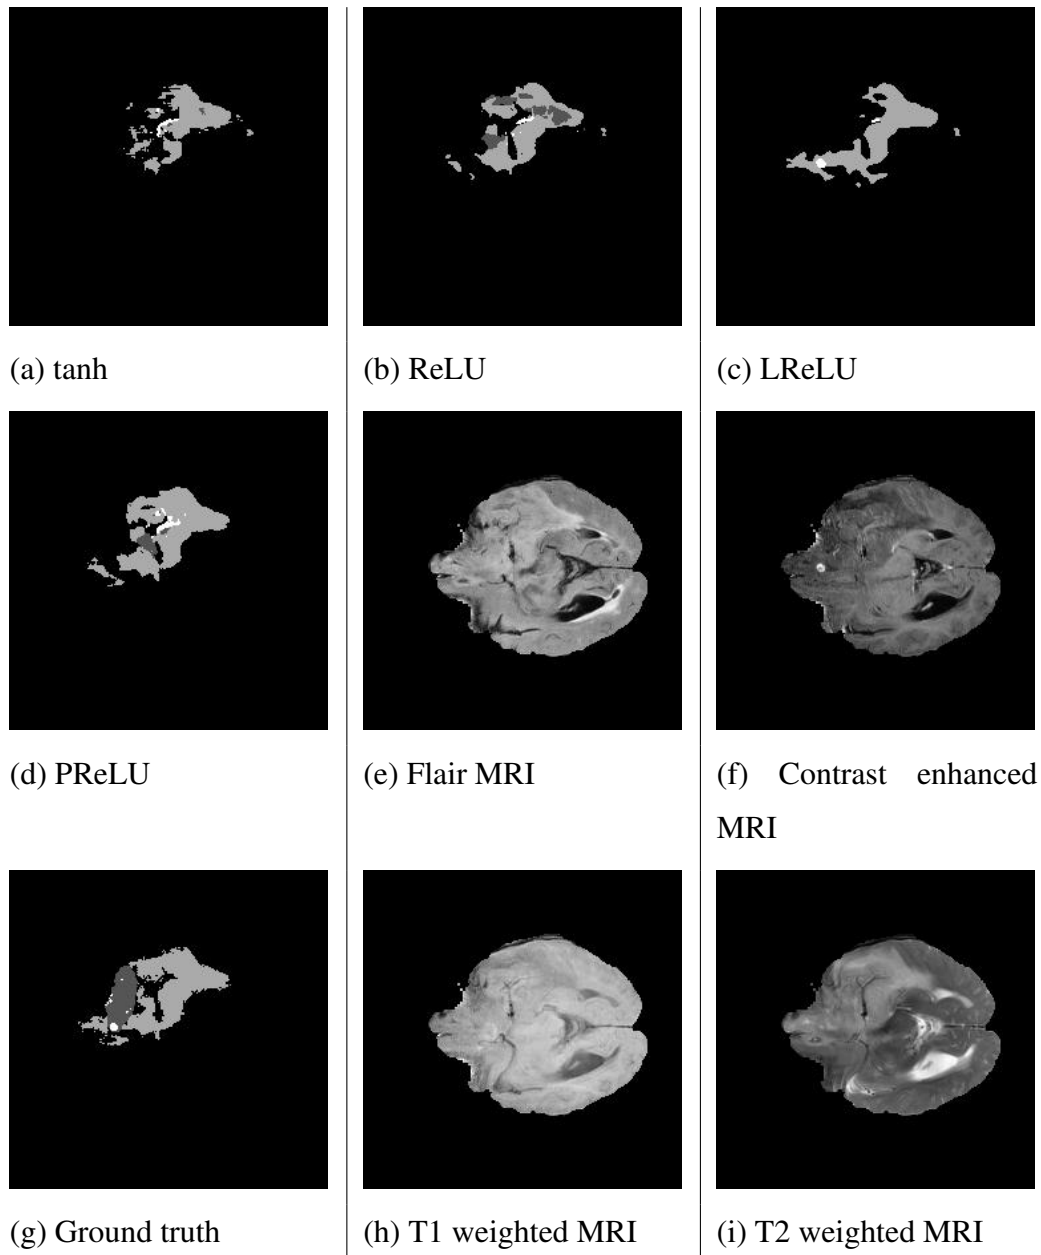 (a) tanh
(b) ReLU
(c) LReLU
(d) PReLU
(e) Flair MRI
(f) Contrast enhanced
MRI
(g) Ground truth
(h) T1 weighted MRI
(i) T2 weighted MRI